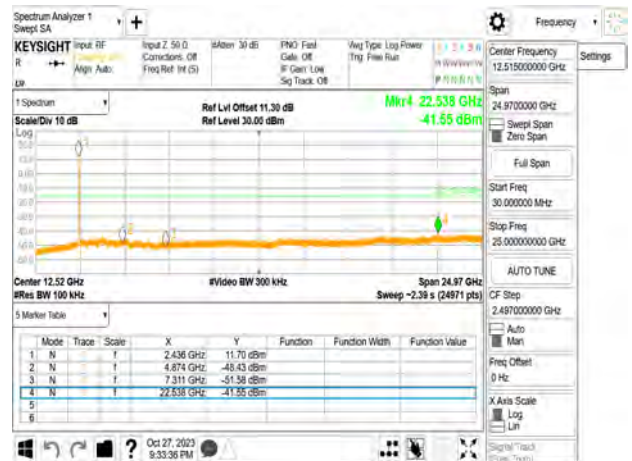 Spectrum Analyzer 1
Swept SA
+
Frequency
Settings
KEYSIGHT
R
Input: RF
Align: Auto
Input Z: 50 Ω
Corrections: Off
Freq Ref: Int (S)
#Atten: 30 dB
PNO: Fast
Gate: Off
IF Gain: Low
Sig Track: Off
Avg Type: Log-Power
Trig: Free Run
Center Frequency
12.515000000 GHz
Span
24.9700000 GHz
Swept Span
Zero Span
Full Span
Start Freq
30.000000 MHz
Stop Freq
25.000000000 GHz
AUTO TUNE
CF Step
2.497000000 GHz
Auto
Man
Freq Offset
0 Hz
X Axis Scale
Log
Lin
Signal Track
1 Spectrum
Scale/Div 10 dB
Log
Ref Lvl Offset 11.30 dB
Ref Level 30.00 dBm
Mkr4 22.538 GHz
-41.55 dBm
4
Center 12.52 GHz
#Res BW 100 kHz
#Video BW 300 kHz
Span 24.97 GHz
Sweep ~2.39 s (24971 pts)
5 Marker Table
Mode Trace Scale X Y Function Function Width Function Value
1 N f 2.436 GHz 11.70 dBm
2 N f 4.874 GHz -48.43 dBm
3 N f 7.311 GHz -51.58 dBm
4 N f 22.538 GHz -41.55 dBm
5
6
?
Oct 27, 2023
9:33:36 PM